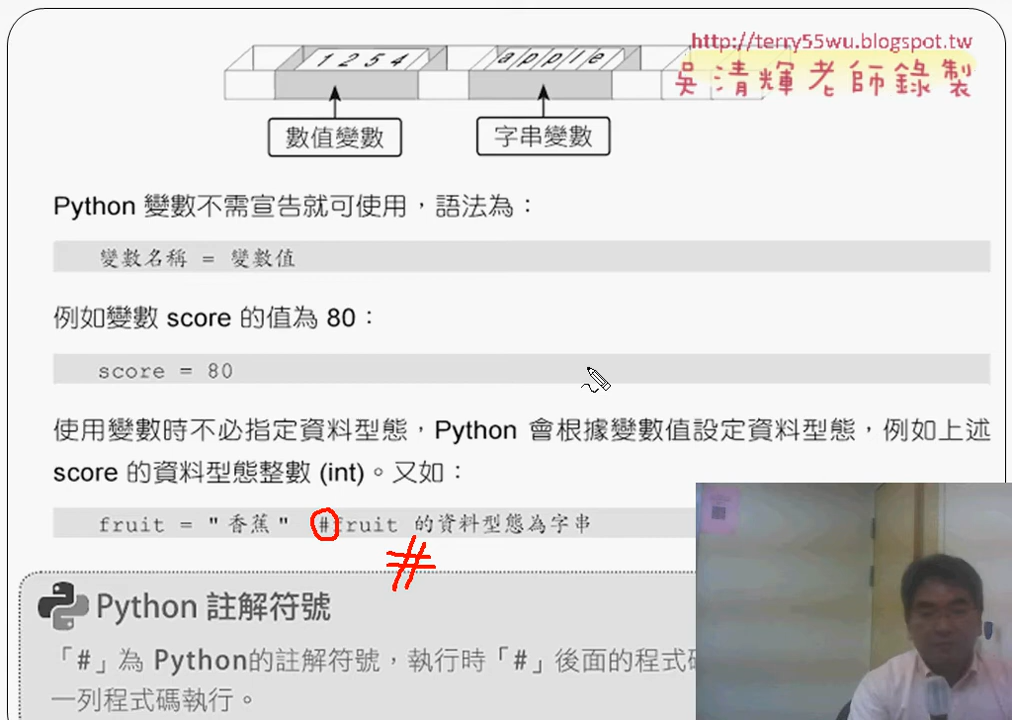 http://terry55wu.blogspot.tw
吳清輝老師錄製
1254 apple
數值變數 字串變數
Python 變數不需宣告就可使用，語法為：
變數名稱 = 變數值
例如變數 score 的值為 80：
score = 80
使用變數時不必指定資料型態，Python 會根據變數值設定資料型態，例如上述
score 的資料型態整數 (int)。又如：
fruit = "香蕉" #fruit 的資料型態為字串
#
Python 註解符號
「#」為 Python的註解符號，執行時「#」後面的程式
一列程式碼執行。